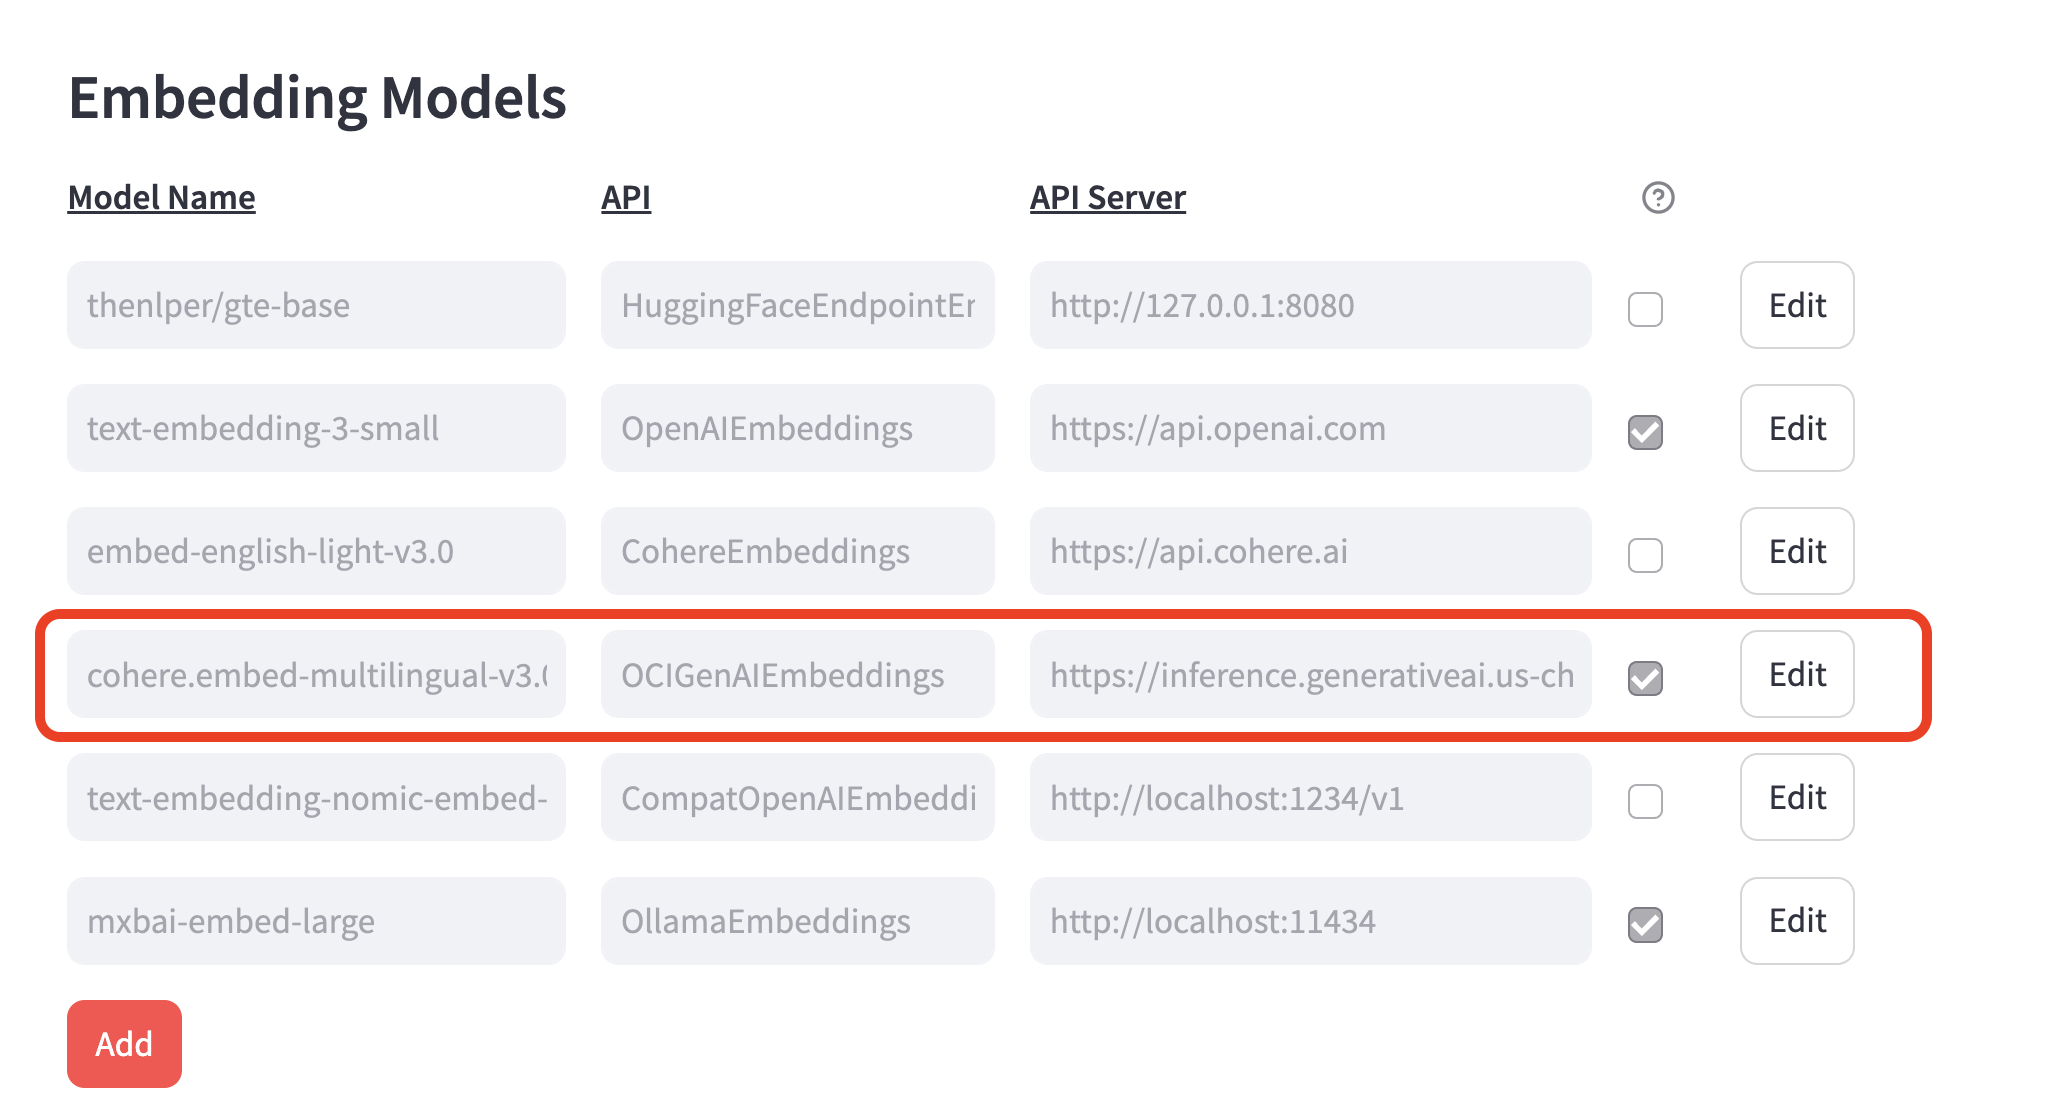 Embedding Models
Model Name API API Server
thenlper/gte-base HuggingFaceEndpointEr http://127.0.0.1:8080 Edit
text-embedding-3-small OpenAIEmbeddings https://api.openai.com Edit
embed-english-light-v3.0 CohereEmbeddings https://api.cohere.ai Edit
cohere.embed-multilingual-v3.0 OCIGenAIEmbeddings https://inference.generativeai.us-ch Edit
text-embedding-nomic-embed- CompatOpenAIEmbeddi http://localhost:1234/v1 Edit
mxbai-embed-large OllamaEmbeddings http://localhost:11434 Edit
Add